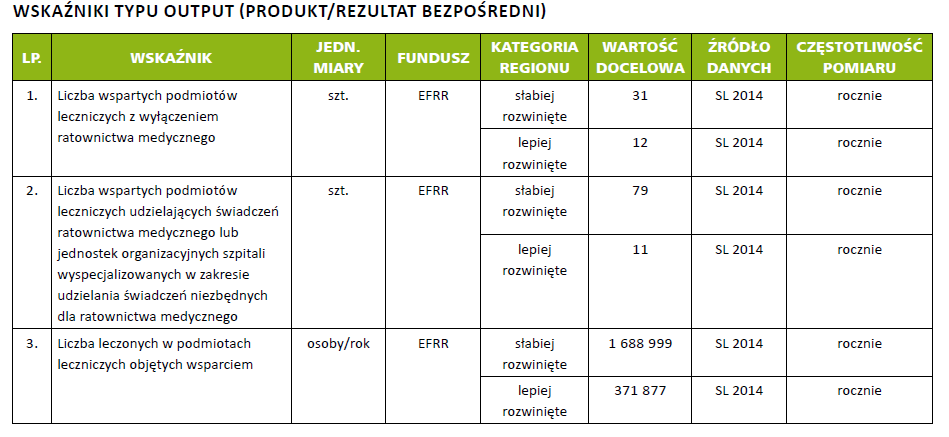 WSKAŹNIKI TYPU OUTPUT (PRODUKT/REZULTAT BEZPOŚREDNI)
LP. WSKAŹNIK JEDN. MIARY FUNDUSZ KATEGORIA REGIONU WARTOŚĆ DOCELOWA ŹRÓDŁO DANYCH CZĘSTOTLIWOŚĆ POMIARU
1. Liczba wspartych podmiotów szt. EFRR słabiej 31 SL 2014 rocznie
leczniczych z wyłączeniem rozwinięte
ratownictwa medycznego lepiej 12 SL 2014 rocznie
rozwinięte
2. Liczba wspartych podmiotów szt. EFRR słabiej 79 SL 2014 rocznie
leczniczych udzielających świadczeń rozwinięte
ratownictwa medycznego lub
jednostek organizacyjnych szpitali lepiej 11 SL 2014 rocznie
wyspecjalizowanych w zakresie rozwinięte
udzielania świadczeń niezbędnych
dla ratownictwa medycznego
3. Liczba leczonych w podmiotach osoby/rok EFRR słabiej 1 688 999 SL 2014 rocznie
leczniczych objętych wsparciem rozwinięte
lepiej 371 877 SL 2014 rocznie
rozwinięte